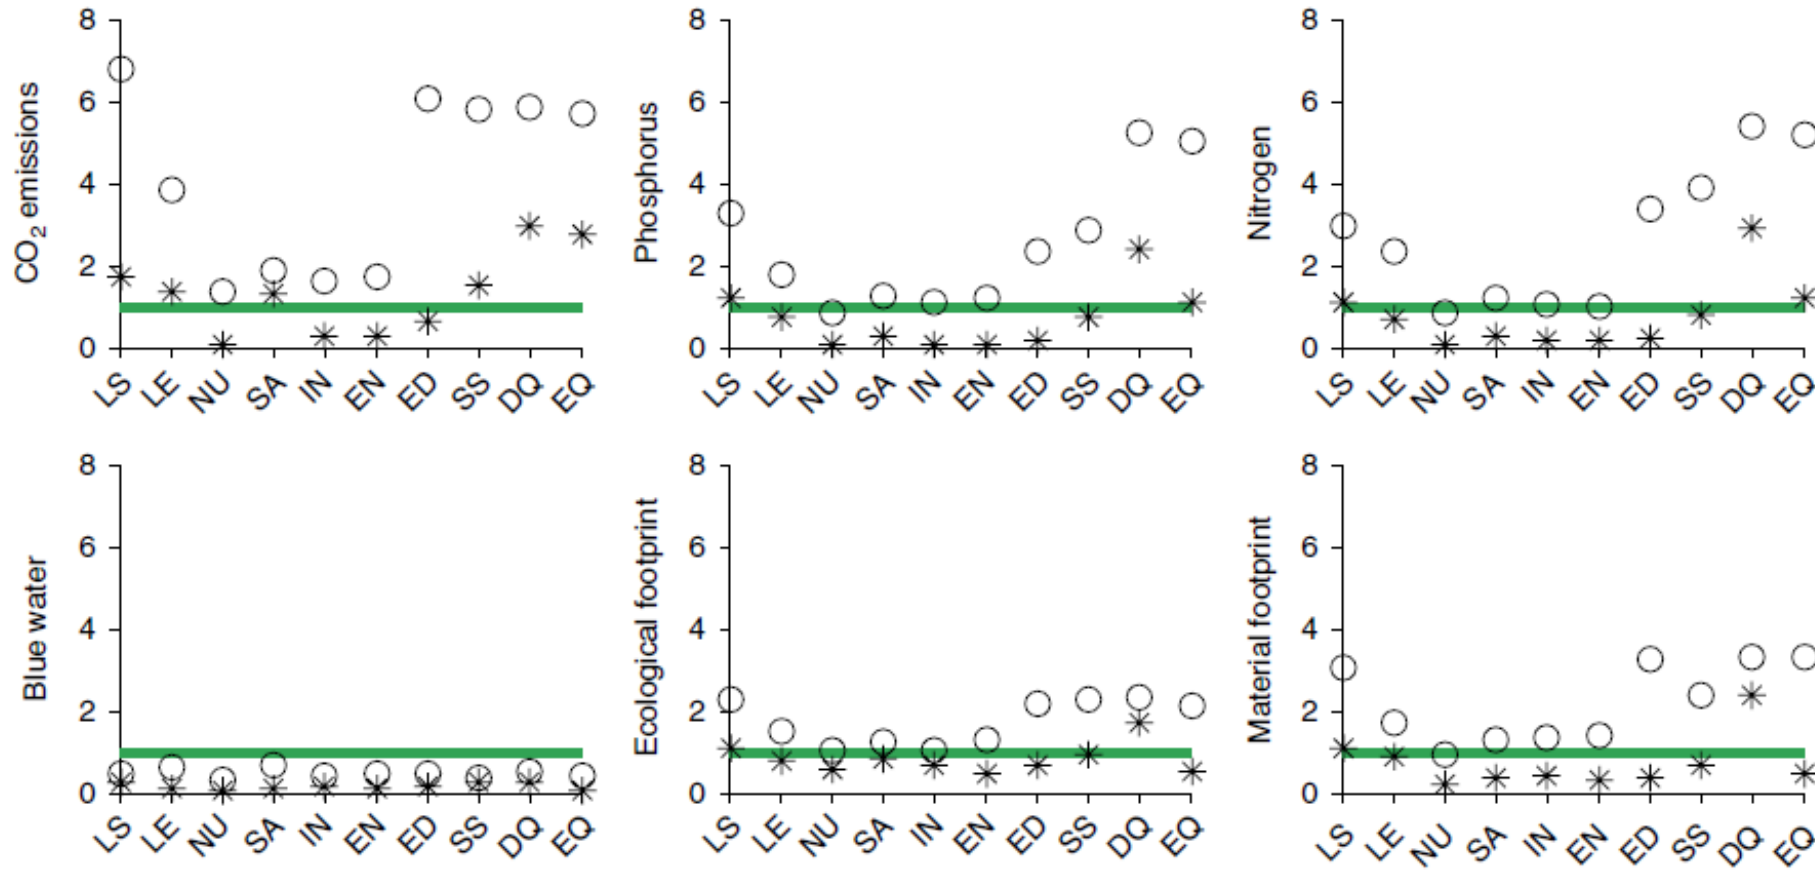 CO₂ emissions
8
6
4
2
0
LS LE NU SA IN EN ED SS DQ EQ
Phosphorus
8
6
4
2
0
LS LE NU SA IN EN ED SS DQ EQ
Nitrogen
8
6
4
2
0
LS LE NU SA IN EN ED SS DQ EQ
Blue water
8
6
4
2
0
LS LE NU SA IN EN ED SS DQ EQ
Ecological footprint
8
6
4
2
0
LS LE NU SA IN EN ED SS DQ EQ
Material footprint
8
6
4
2
0
LS LE NU SA IN EN ED SS DQ EQ